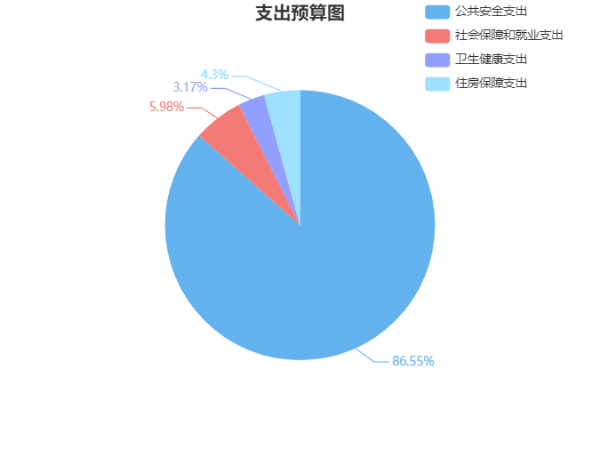 支出预算图
公共安全支出
社会保障和就业支出
卫生健康支出
住房保障支出
4.3%
3.17%
5.98%
86.55%